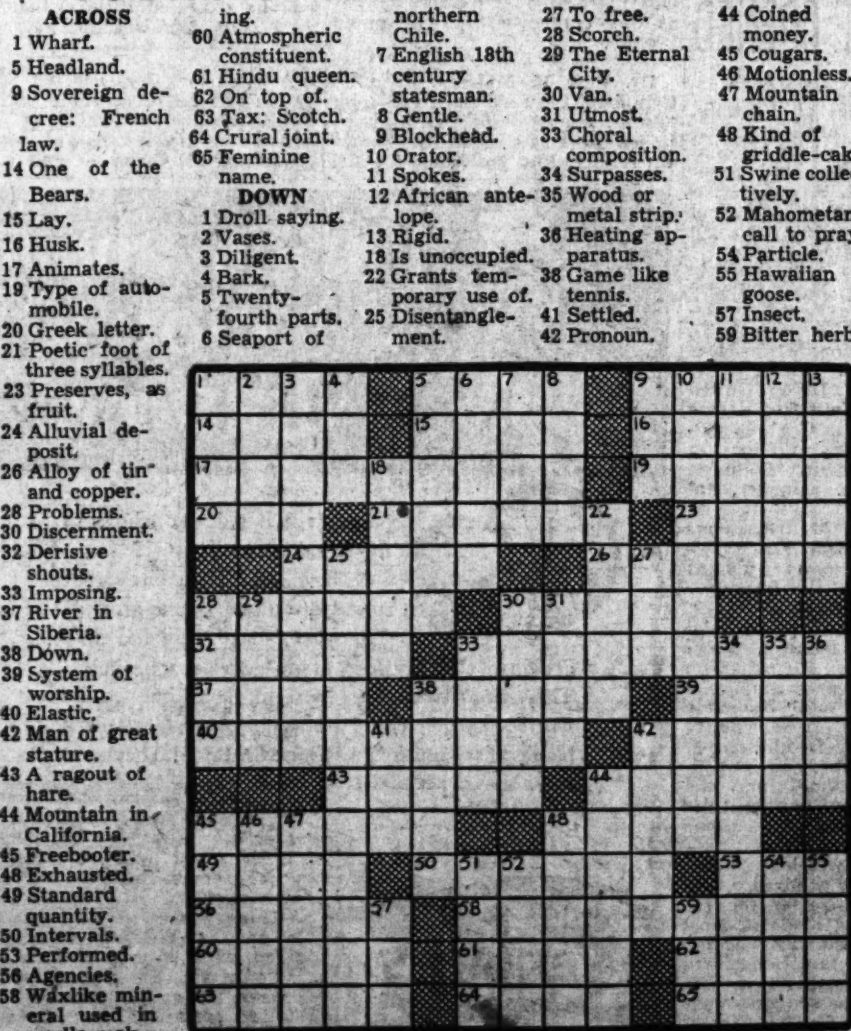 ACROSS
1 Wharf.
5 Headland.
9 Sovereign de-
cree: French
law.
14 One of the
Bears.
15 Lay.
16 Husk.
17 Animates.
19 Type of auto-
mobile.
20 Greek letter.
21 Poetic foot of
three syllables.
23 Preserves, as
fruit.
24 Alluvial de-
posit.
26 Alloy of tin
and copper.
28 Problems.
30 Discernment.
32 Derisive
shouts.
33 Imposing.
37 River in
Siberia.
38 Down.
39 System of
worship.
40 Elastic.
42 Man of great
stature.
43 A ragout of
hare.
44 Mountain in
California.
45 Freebooter.
48 Exhausted.
49 Standard
quantity.
50 Intervals.
53 Performed.
56 Agencies.
58 Waxlike min-
eral used in
ing.
60 Atmospheric
constituent.
61 Hindu queen.
62 On top of.
63 Tax: Scotch.
64 Crural joint.
65 Feminine
name.
DOWN
1 Droll saying.
2 Vases.
3 Diligent.
4 Bark.
5 Twenty-
fourth parts.
6 Seaport of
northern
Chile.
7 English 18th
century
statesman.
8 Gentle.
9 Blockhead.
10 Orator.
11 Spokes.
12 African ante-
lope.
13 Rigid.
18 Is unoccupied.
22 Grants tem-
porary use of.
25 Disentangle-
ment.
27 To free.
28 Scorch.
29 The Eternal
City.
30 Van.
31 Utmost.
33 Choral
composition.
34 Surpasses.
35 Wood or
metal strip.
36 Heating ap-
paratus.
38 Game like
tennis.
41 Settled.
42 Pronoun.
44 Coined
money.
45 Cougars.
46 Motionless.
47 Mountain
chain.
48 Kind of
griddle-cak
51 Swine colle
tively.
52 Mahometan
call to pray
54 Particle.
55 Hawaiian
goose.
57 Insect.
59 Bitter herb
1 2 3 4 5 6 7 8 9 10 11 12 13
14 15 16
17 18 19
20 21 22 23
24 25 26 27
28 29 30 31
32 33 34 35 36
37 38 39
40 41 42
43 44
45 46 47 48
49 50 51 52 53 54 55
56 57 58 59
60 61 62
63 64 65